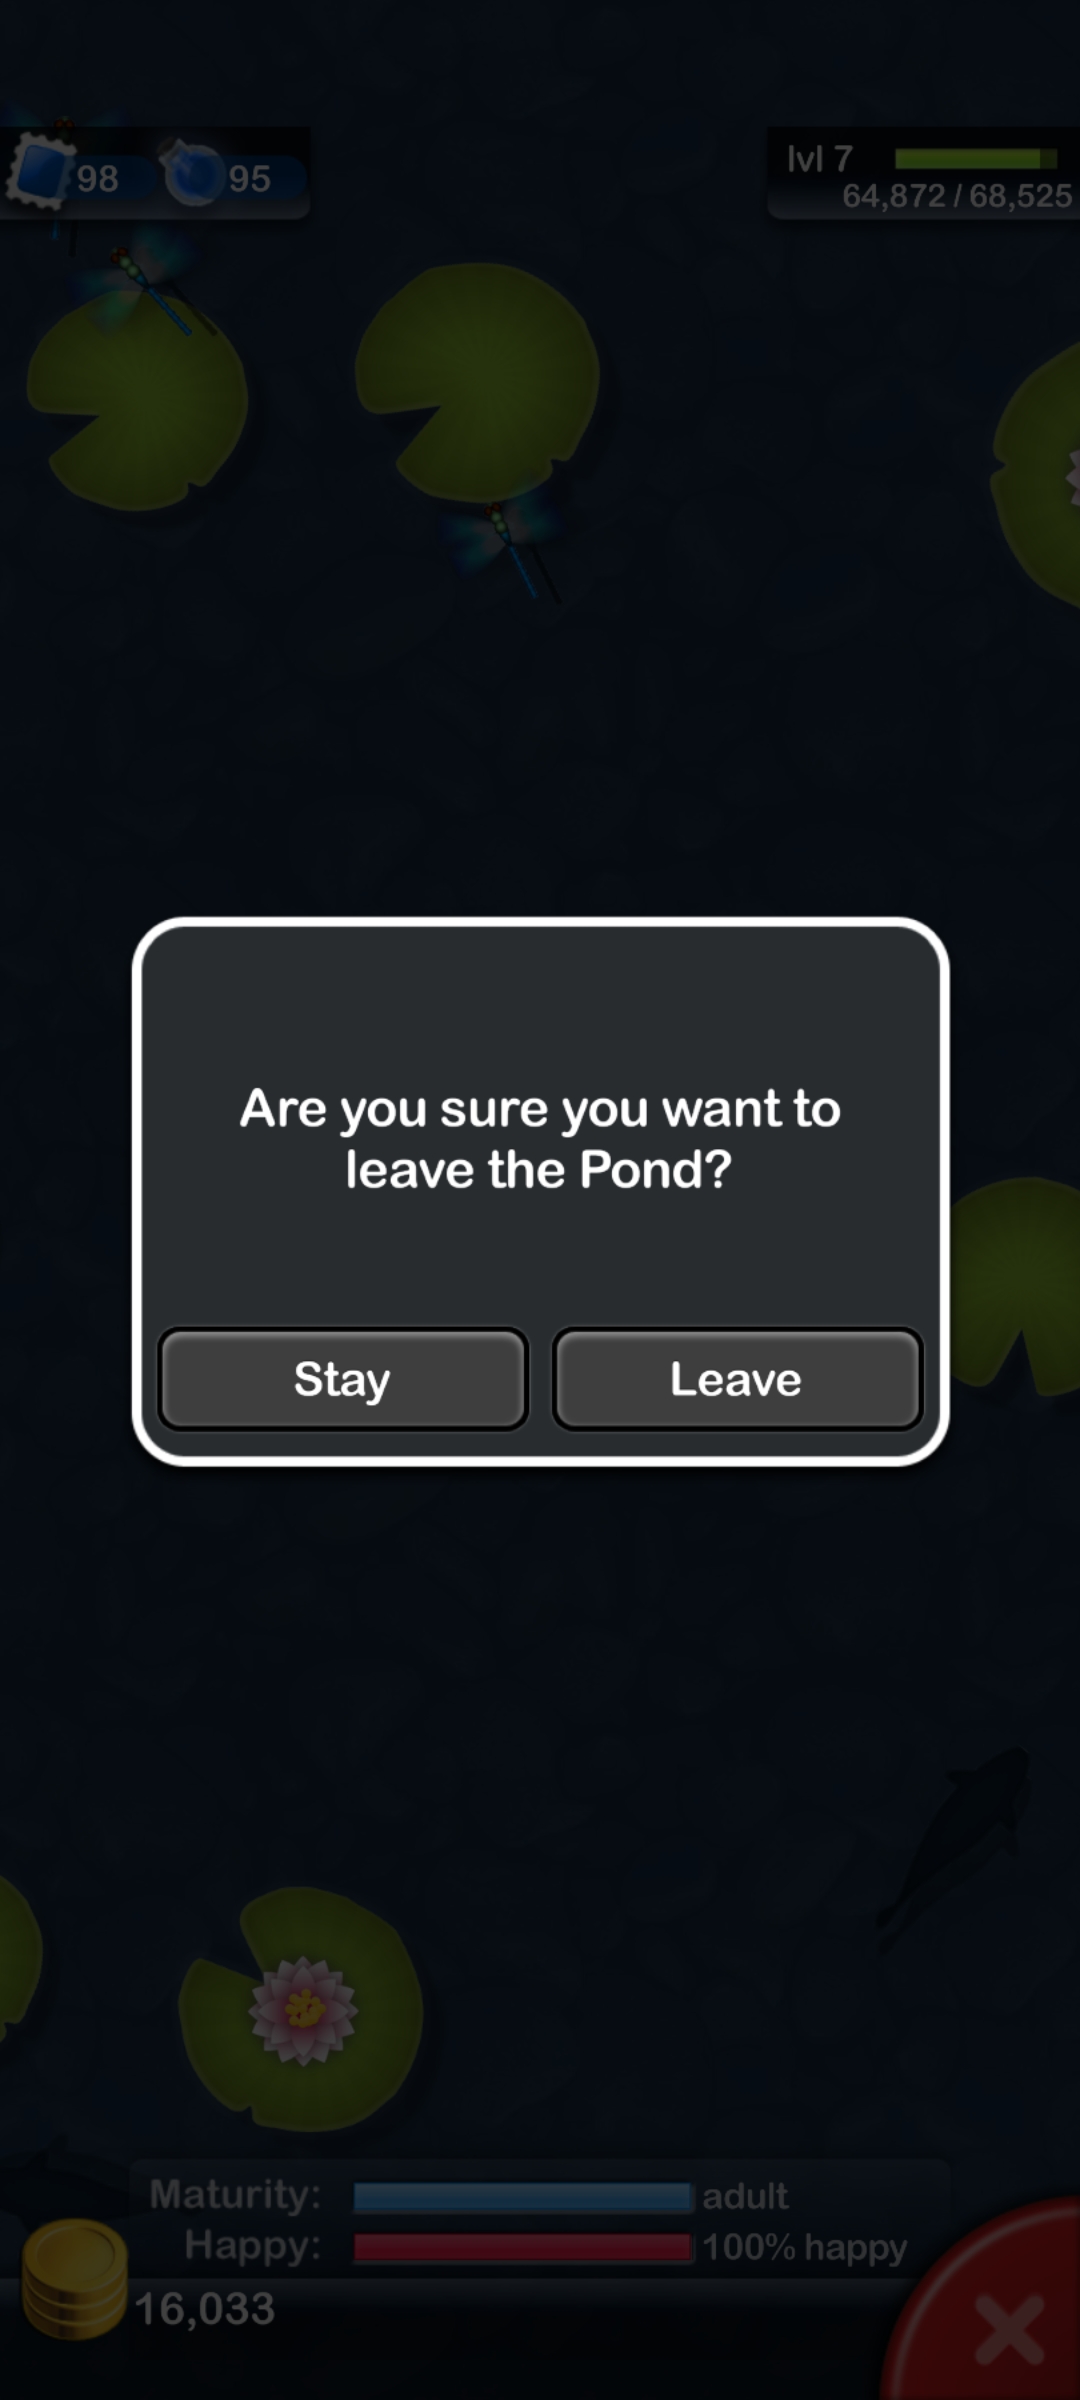 98
95
lvl 7
64,872 / 68,525
Are you sure you want to
leave the Pond?
Stay
Leave
Maturity:
adult
Happy:
100% happy
16,033